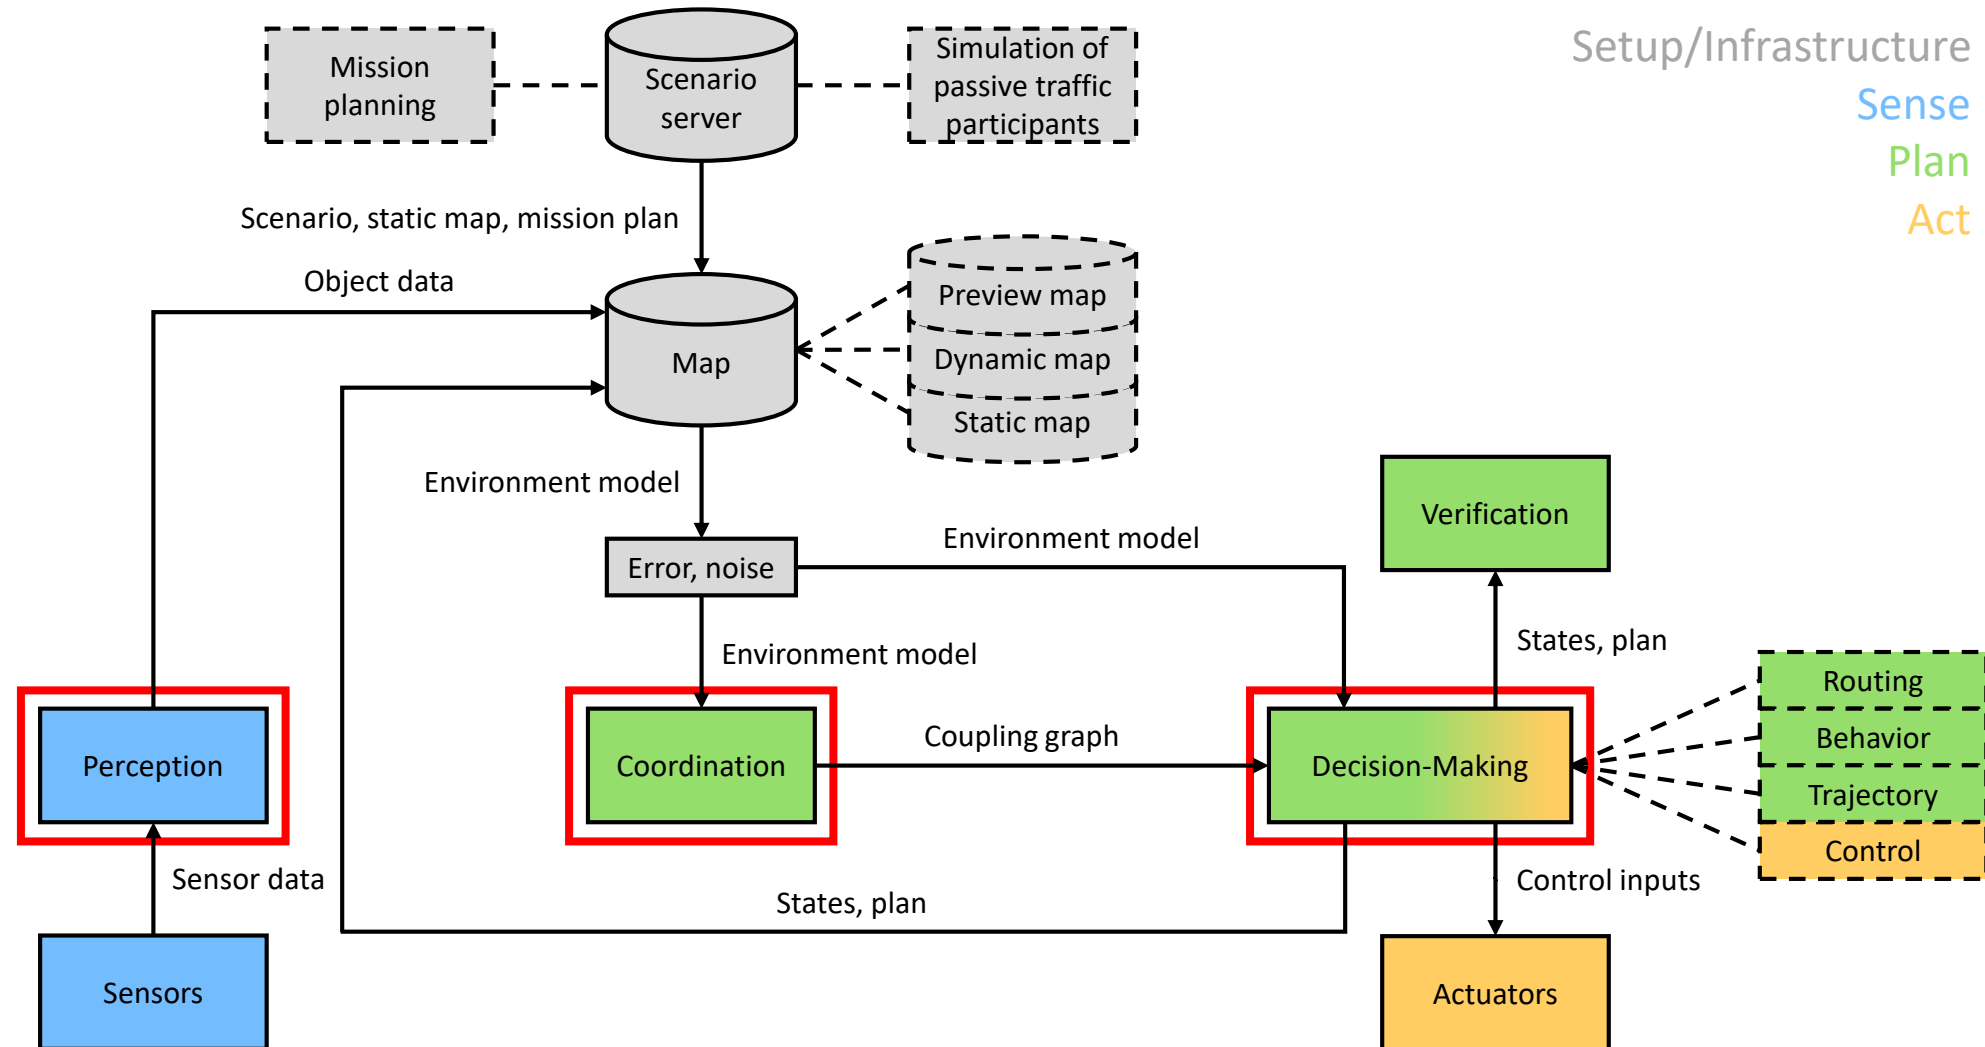 Mission
planning
Scenario
server
Simulation of
passive traffic
participants
Setup/Infrastructure
Sense
Plan
Act
Scenario, static map, mission plan
Object data
Map
Preview map
Dynamic map
Static map
Environment model
Error, noise
Environment model
Verification
Environment model
States, plan
Perception
Coordination
Coupling graph
Decision-Making
Routing
Behavior
Trajectory
Control
Sensor data
States, plan
Control inputs
Sensors
Actuators